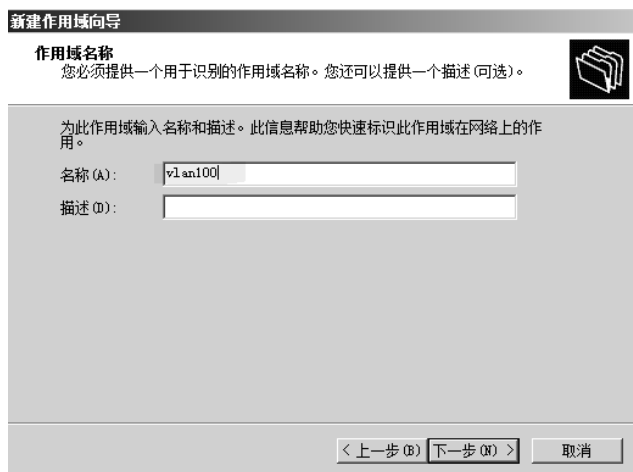 新建作用域向导
作用域名称
您必须提供一个用于识别的作用域名称。您还可以提供一个描述(可选)。
为此作用域输入名称和描述。此信息帮助您快速标识此作用域在网络上的作
用。
名称(A): vlan100
描述(D):
< 上一步(B) 下一步(N) > 取消